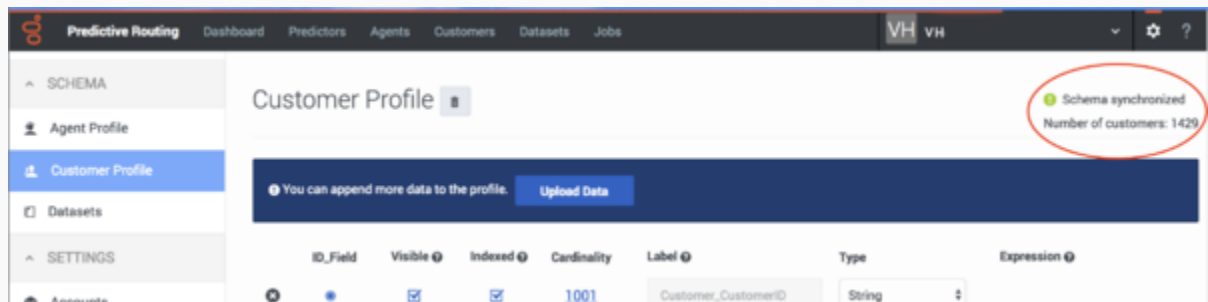 Predictive Routing Dashboard Predictors Agents Customers Datasets Jobs VH VH ?
SCHEMA
Customer Profile
Schema synchronized
Number of customers: 1429
Agent Profile
Customer Profile
You can append more data to the profile. Upload Data
Datasets
SETTINGS
ID_Field Visible Indexed Cardinality Label Type Expression
Accounts
1001 Customer_CustomerID String